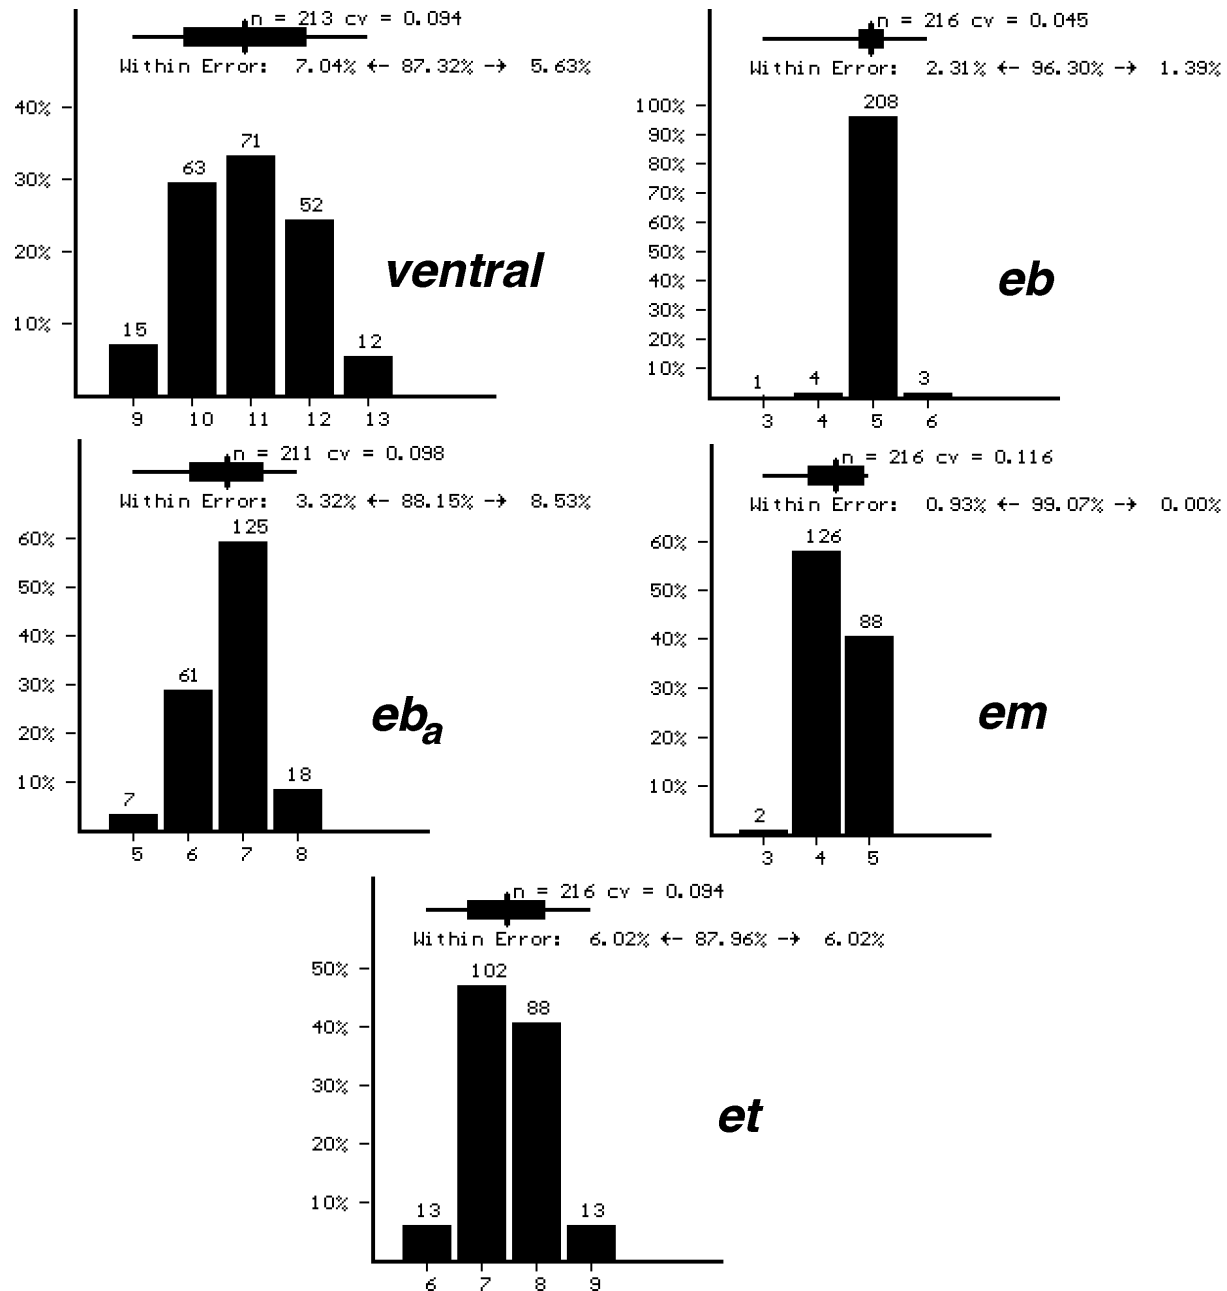 n = 213 cv = 0.094
Within Error: 7.04% ← 87.32% → 5.63%
40%
30%
20%
10%
15
63
71
52
12
9 10 11 12 13
ventral
n = 216 cv = 0.045
Within Error: 2.31% ← 96.30% → 1.39%
100%
90%
80%
70%
60%
50%
40%
30%
20%
10%
1
4
208
3
3 4 5 6
eb
n = 211 cv = 0.098
Within Error: 3.32% ← 88.15% → 8.53%
60%
50%
40%
30%
20%
10%
7
61
125
18
5 6 7 8
eba
n = 216 cv = 0.116
Within Error: 0.93% ← 99.07% → 0.00%
60%
50%
40%
30%
20%
10%
2
126
88
3 4 5
em
n = 216 cv = 0.094
Within Error: 6.02% ← 87.96% → 6.02%
50%
40%
30%
20%
10%
13
102
88
13
6 7 8 9
et